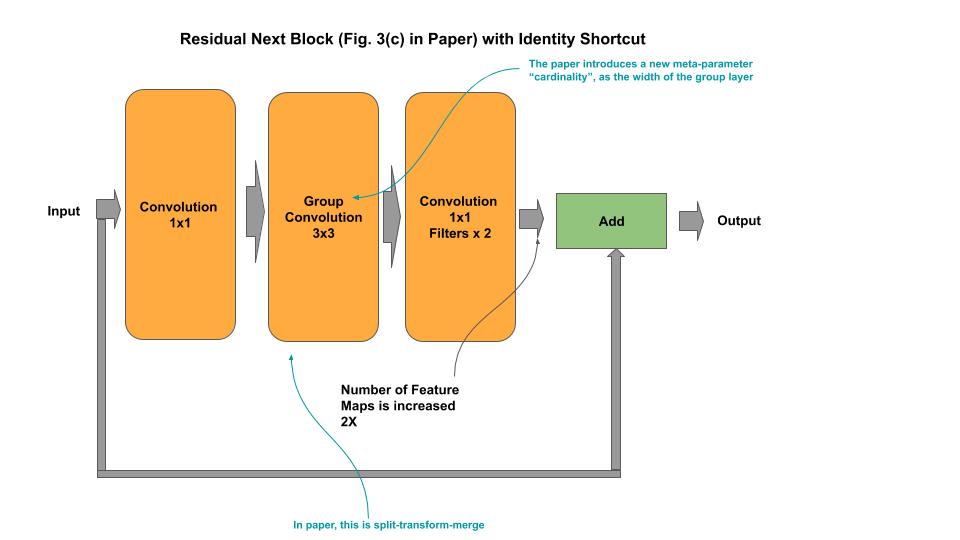 Residual Next Block (Fig. 3(c) in Paper) with Identity Shortcut
The paper introduces a new meta-parameter
“cardinality”, as the width of the group layer
Input
Convolution
1x1
Group
Convolution
3x3
Convolution
1x1
Filters x 2
Add
Output
Number of Feature
Maps is increased
2X
In paper, this is split-transform-merge